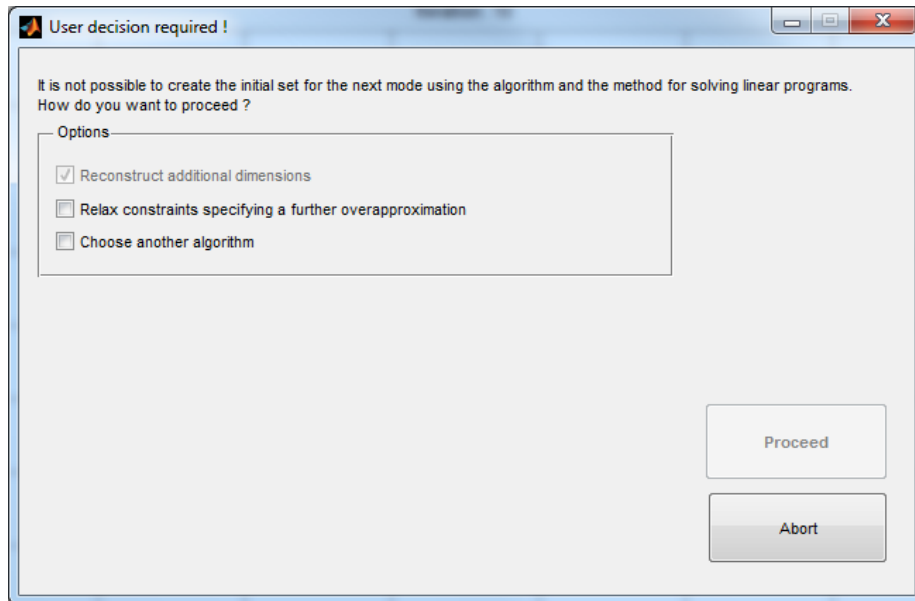 User decision required !
It is not possible to create the initial set for the next mode using the algorithm and the method for solving linear programs.
How do you want to proceed ?
Options
Reconstruct additional dimensions
Relax constraints specifying a further overapproximation
Choose another algorithm
Proceed
Abort